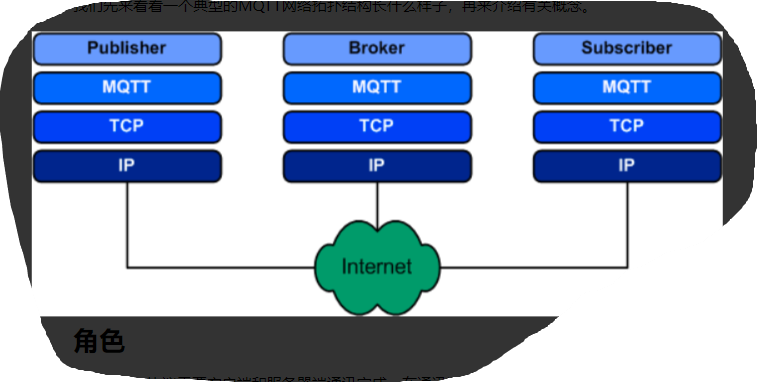 我们先来看看一个典型的MQTT网络拓扑结构长什么样子，再来介绍有关概念。
Publisher Broker Subscriber
MQTT MQTT MQTT
TCP TCP TCP
IP IP IP
Internet
角色